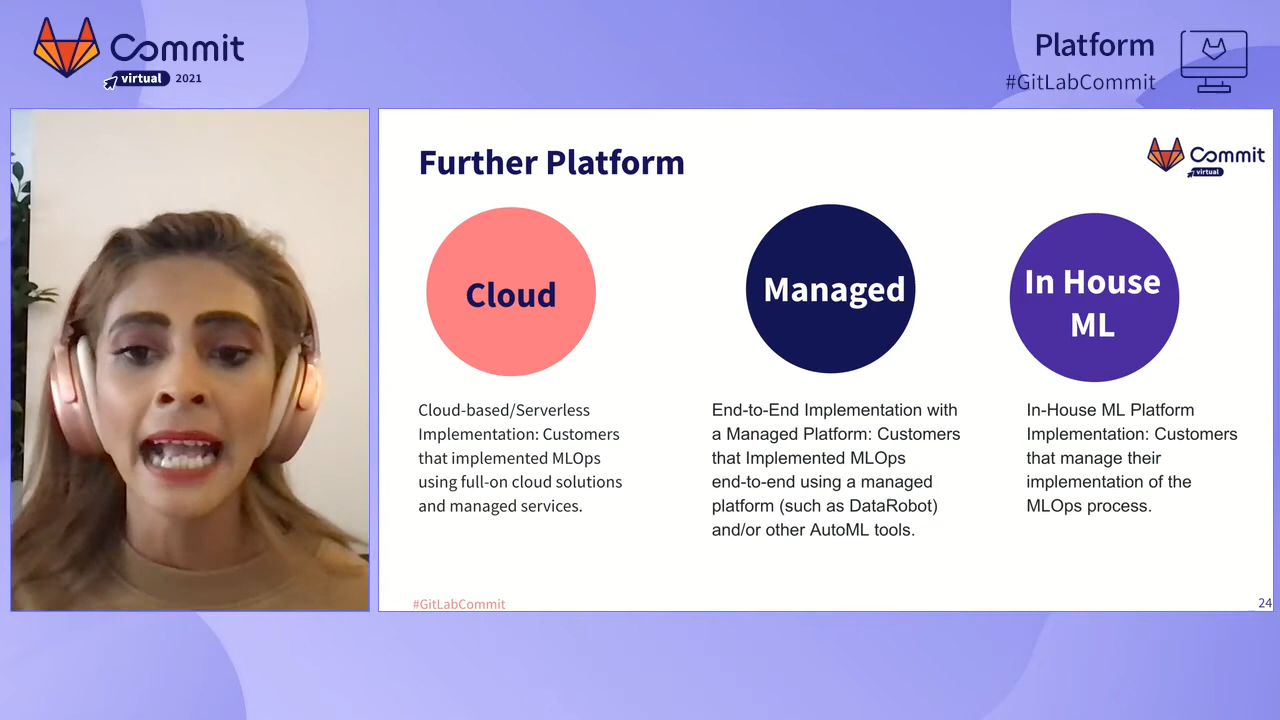 Commit
virtual 2021
Platform
#GitLabCommit
Further Platform
Commit
virtual
Cloud
Managed
In House
ML
Cloud-based/Serverless
Implementation: Customers
that implemented MLOps
using full-on cloud solutions
and managed services.
End-to-End Implementation with
a Managed Platform: Customers
that Implemented MLOps
end-to-end using a managed
platform (such as DataRobot)
and/or other AutoML tools.
In-House ML Platform
Implementation: Customers
that manage their
implementation of the
MLOps process.
#GitLabCommit
24